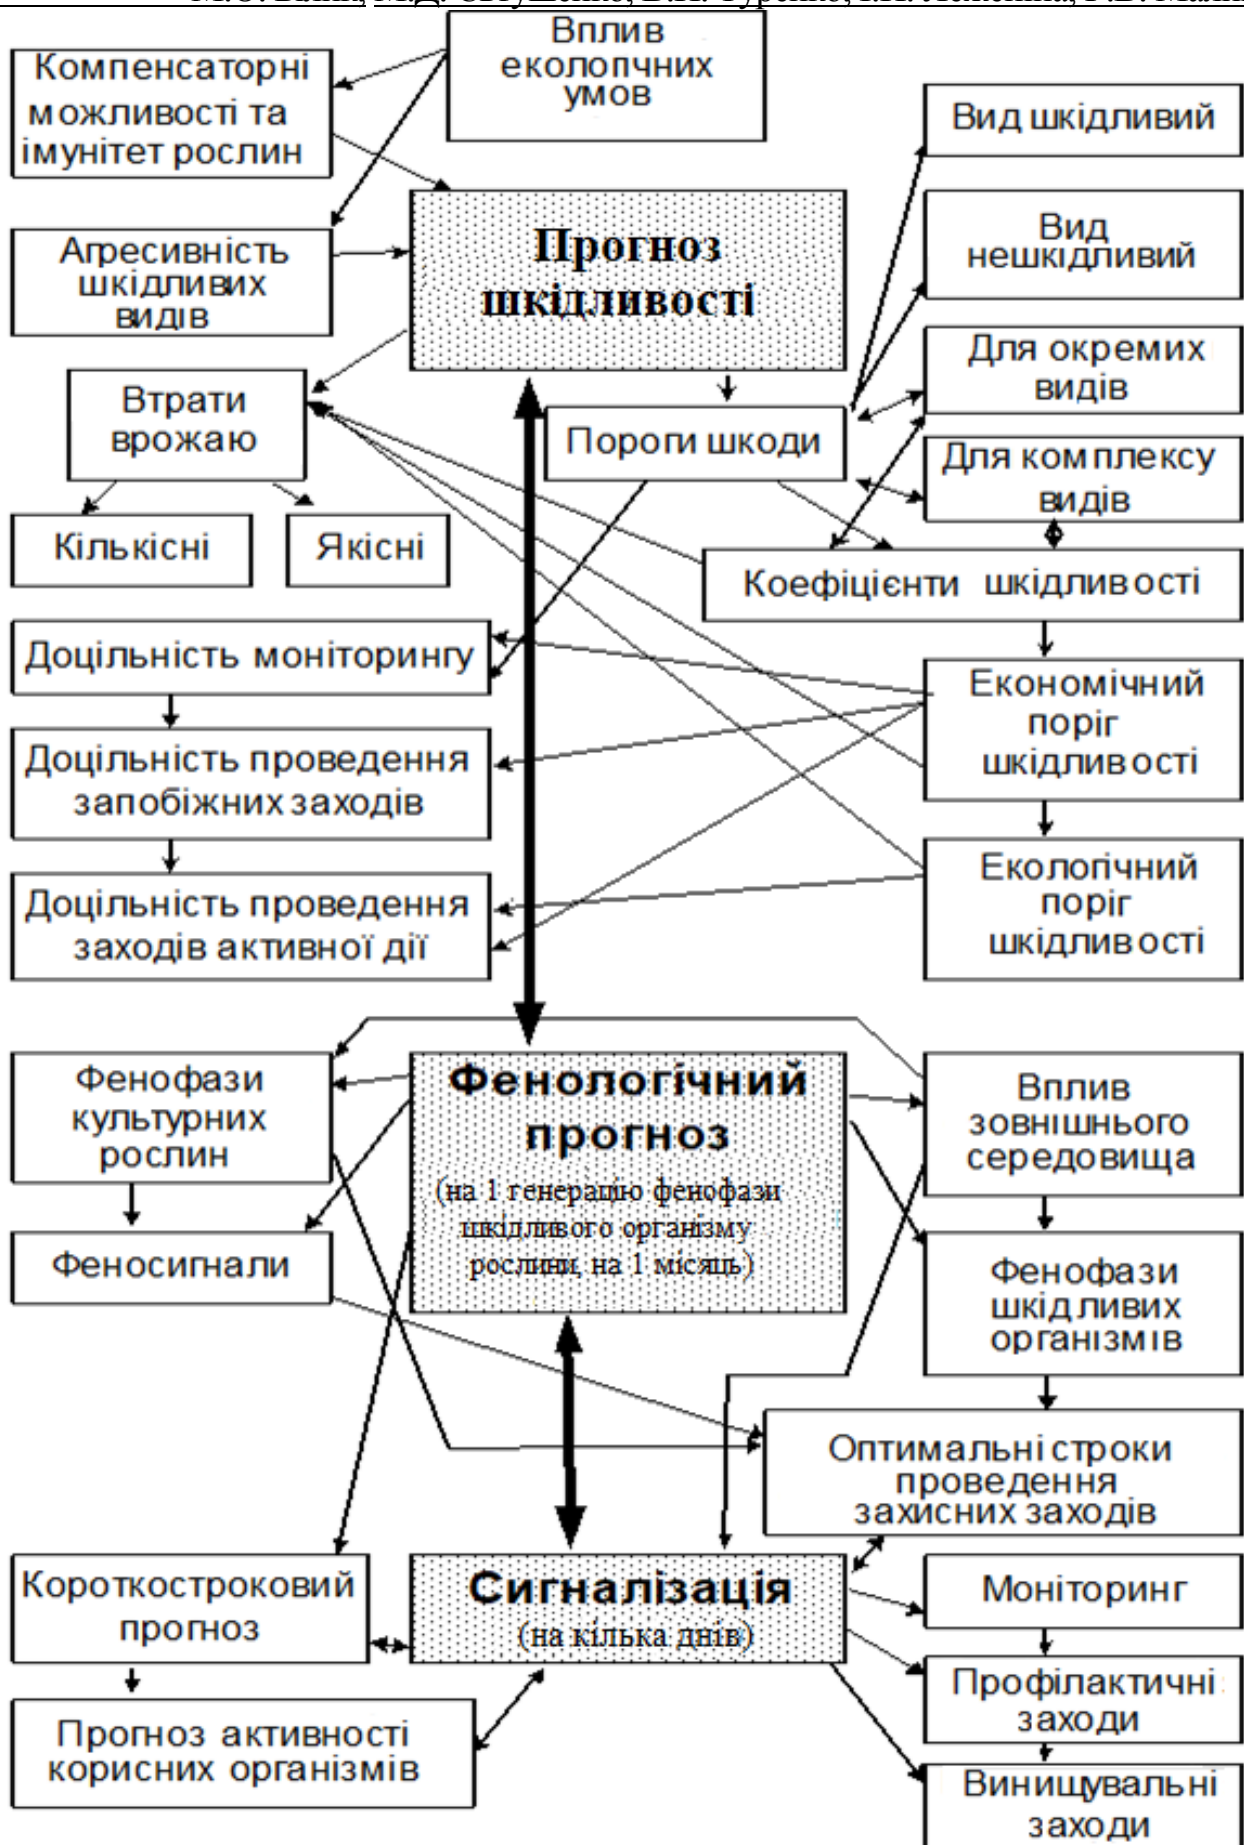 Вплив
екологічних
умов
Компенсаторні
можливості та
імунітет рослин
Вид шкідливий
Агресивність
шкідливих
видів
Прогноз
шкідливості
Вид
нешкідливий
Для окремих
видів
Втрати
врожаю
Пороги шкоди
Для комплексу
видів
Кількісні
Якісні
Коефіцієнти шкідливості
Доцільність моніторингу
Економічний
поріг
шкідливості
Доцільність проведення
запобіжних заходів
Екологічний
поріг
шкідливості
Доцільність проведення
заходів активної дії
Фенофази
культурних
рослин
Фенологічний
прогноз
(на 1 генерацію фенофази
шкідливого організму
рослини, на 1 місяць)
Вплив
зовнішнього
середовища
Феносигнали
Фенофази
шкідливих
організмів
Оптимальні строки
проведення
захисних заходів
Короткостроковий
прогноз
Сигналізація
(на кілька днів)
Моніторинг
Профілактичні
заходи
Прогноз активності
корисних організмів
Винищувальні
заходи